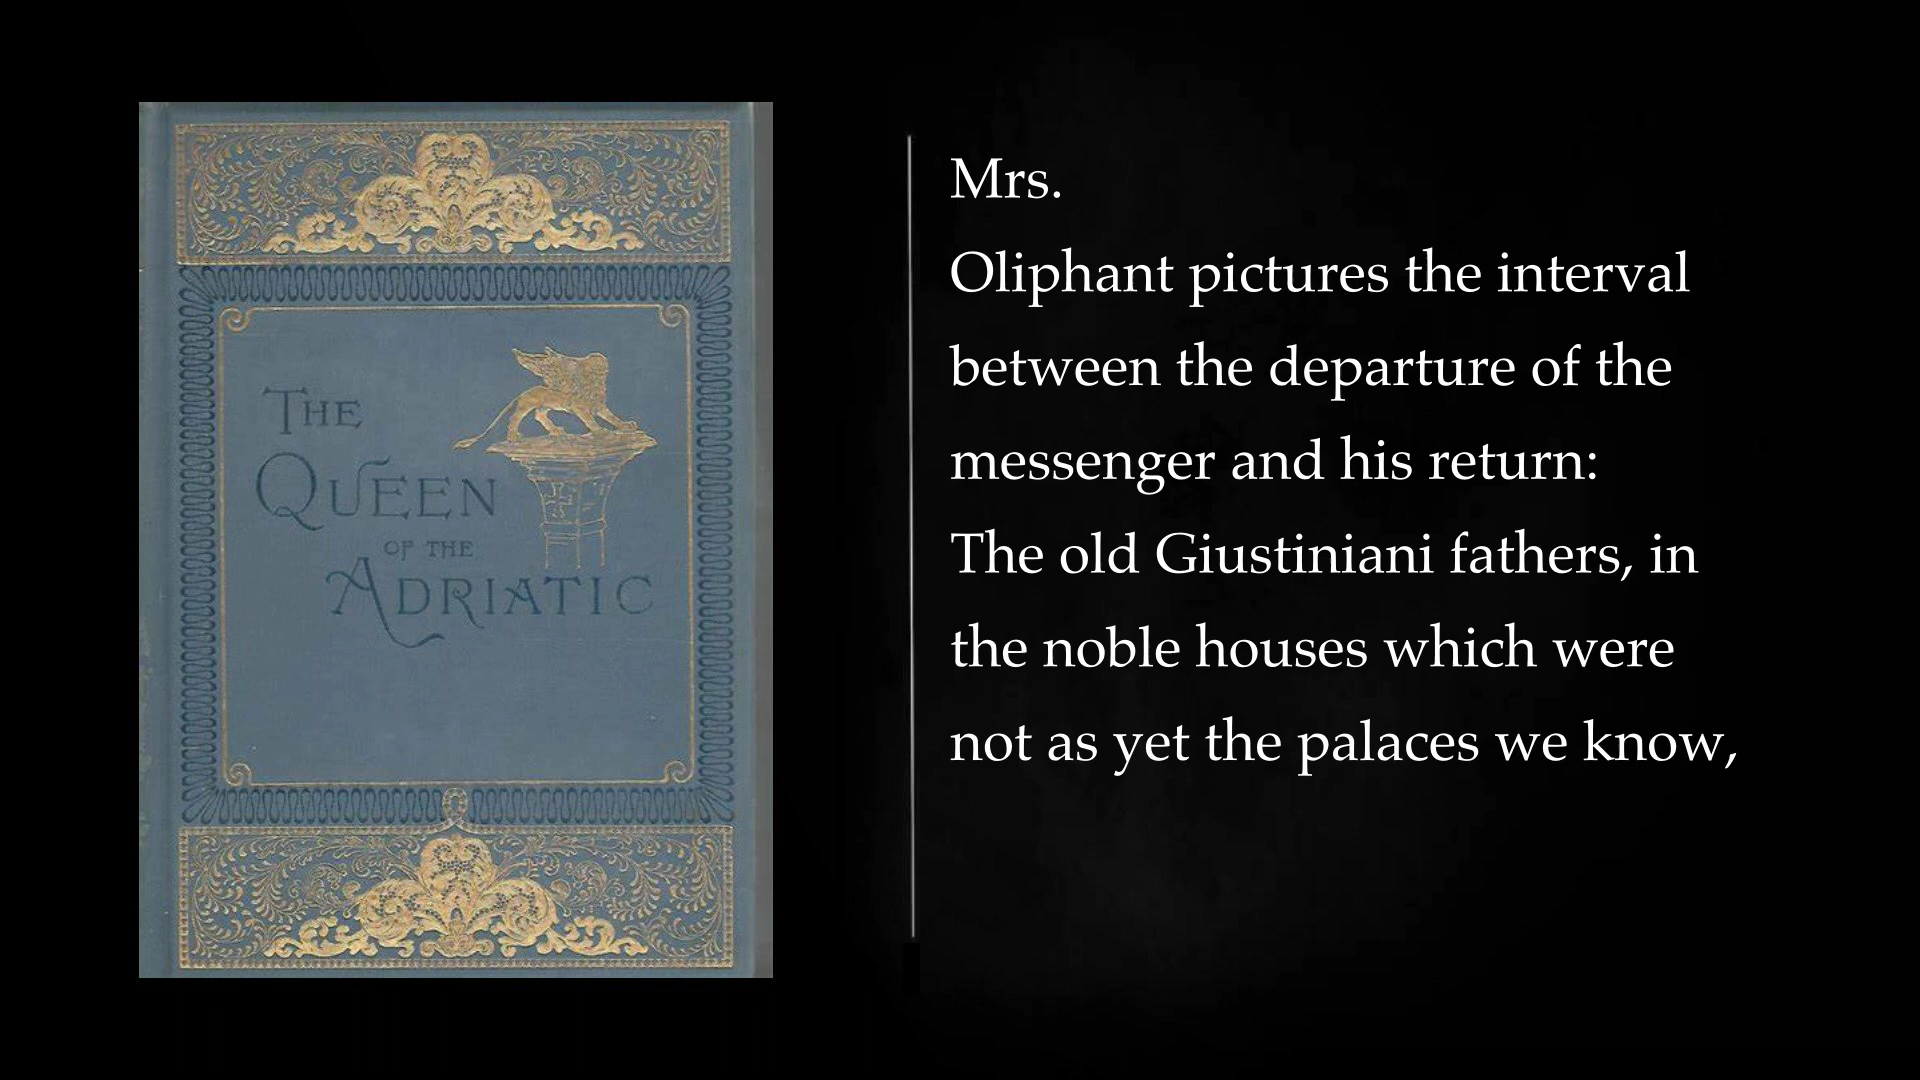 THE
QUEEN
OF THE
ADRIATIC
Mrs.
Oliphant pictures the interval
between the departure of the
messenger and his return:
The old Giustiniani fathers, in
the noble houses which were
not as yet the palaces we know,